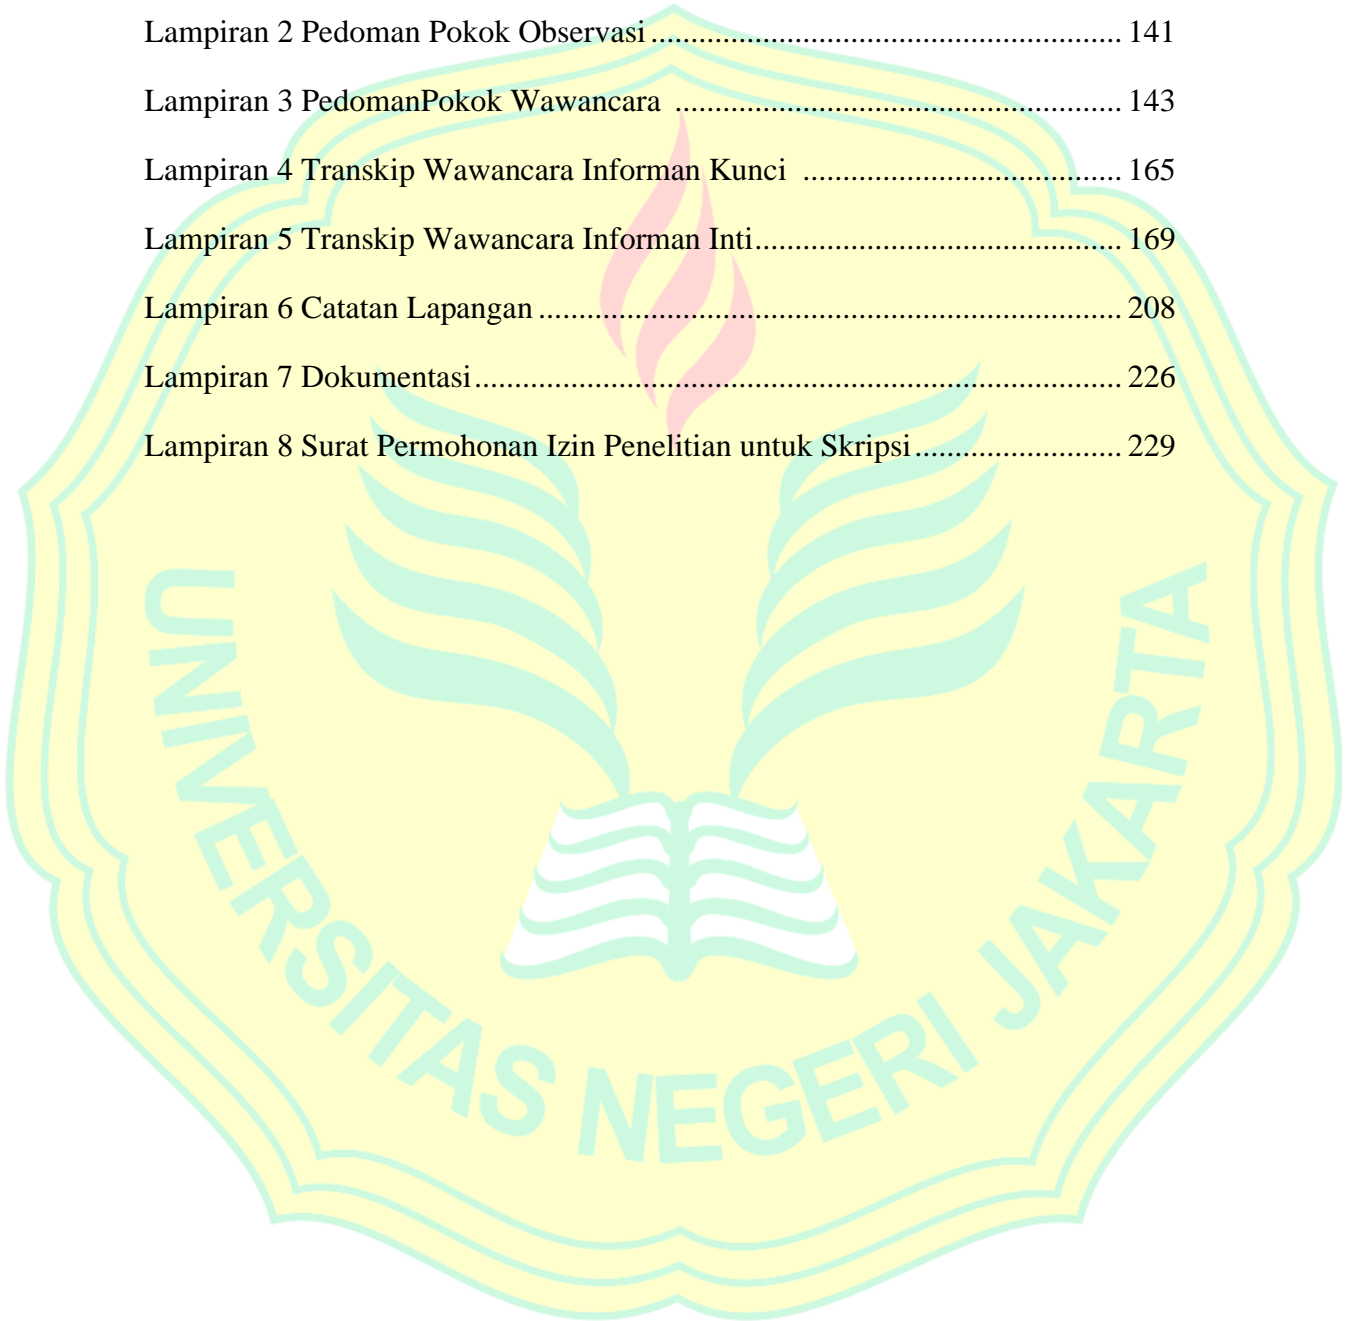 Lampiran 2 Pedoman Pokok Observasi ........................................................... 141
Lampiran 3 PedomanPokok Wawancara ........................................................ 143
Lampiran 4 Transkip Wawancara Informan Kunci ........................................ 165
Lampiran 5 Transkip Wawancara Informan Inti.............................................. 169
Lampiran 6 Catatan Lapangan ......................................................................... 208
Lampiran 7 Dokumentasi................................................................................. 226
Lampiran 8 Surat Permohonan Izin Penelitian untuk Skripsi.......................... 229
UNIVERSITAS NEGERI JAKARTA